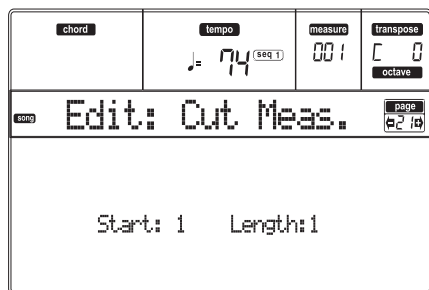 chord tempo measure transpose
♩= 74 seq 1 001 C 0
octave
song Edit: Cut Meas. page 21
Start: 1 Length:1